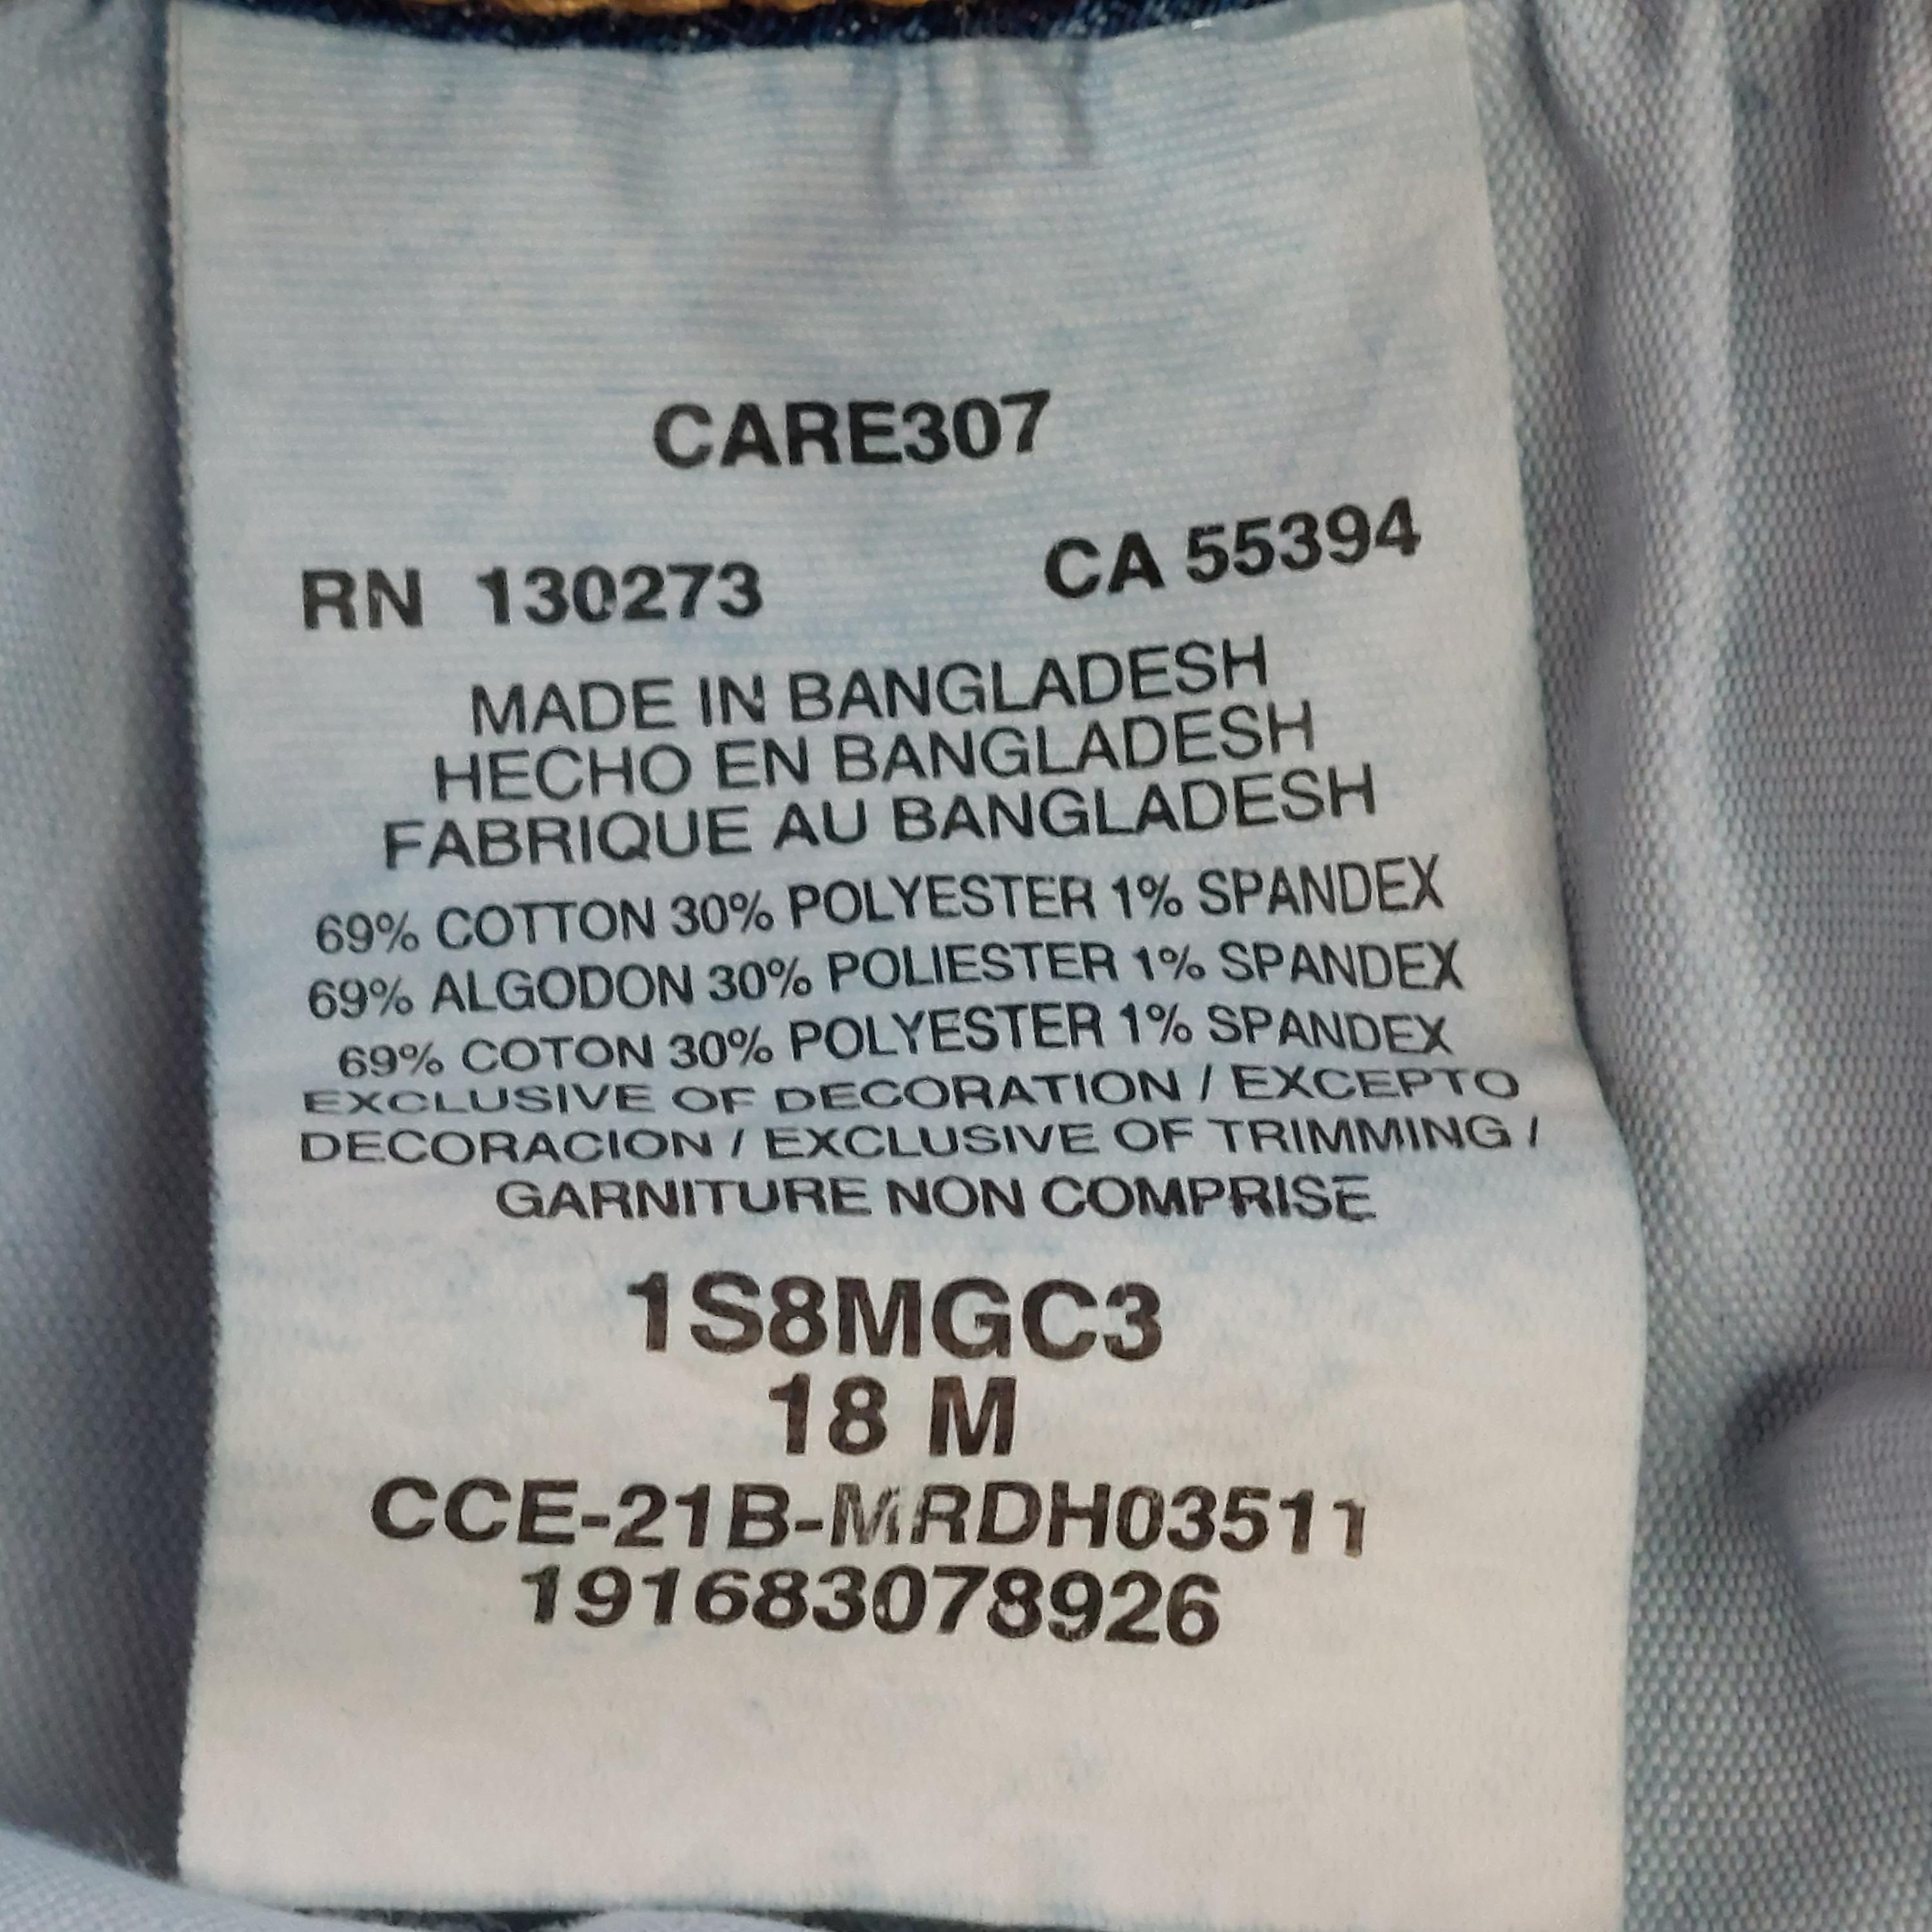 CARE307
RN 130273 CA 55394
MADE IN BANGLADESH
HECHO EN BANGLADESH
FABRIQUE AU BANGLADESH
69% COTTON 30% POLYESTER 1% SPANDEX
69% ALGODON 30% POLIESTER 1% SPANDEX
69% COTON 30% POLYESTER 1% SPANDEX
EXCLUSIVE OF DECORATION / EXCEPTO
DECORACION / EXCLUSIVE OF TRIMMING /
GARNITURE NON COMPRISE
1S8MGC3
18 M
CCE-21B-MRDH03511
191683078926